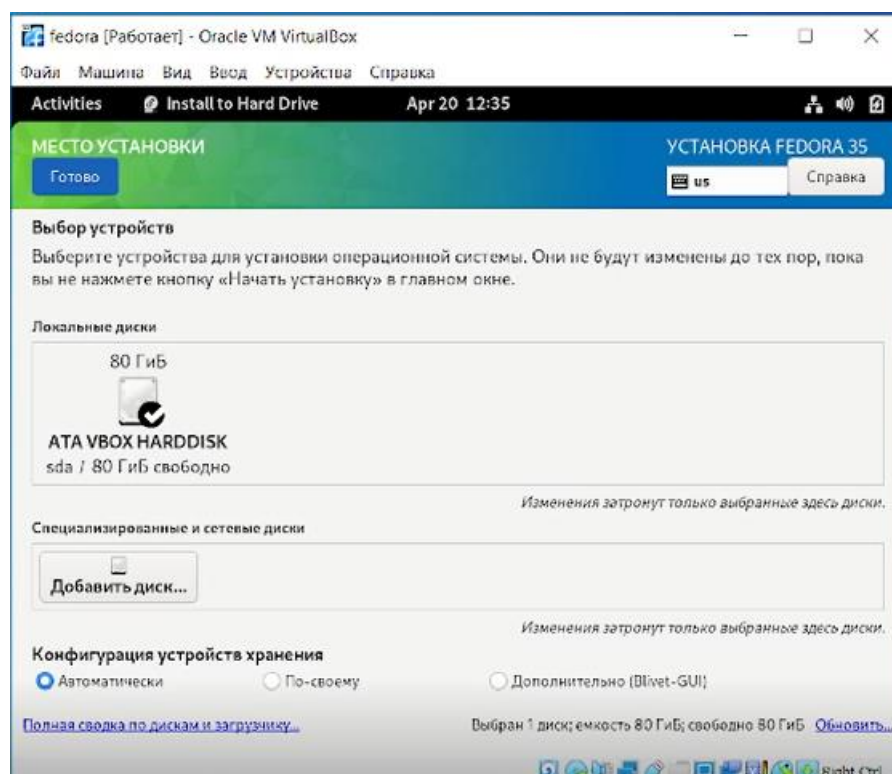 fedora [Работает] - Oracle VM VirtualBox
Файл Машина Вид Ввод Устройства Справка
Activities Install to Hard Drive Apr 20 12:35
МЕСТО УСТАНОВКИ УСТАНОВКА FEDORA 35
Готово us Справка
Выбор устройств
Выберите устройства для установки операционной системы. Они не будут изменены до тех пор, пока
вы не нажмете кнопку «Начать установку» в главном окне.
Локальные диски
80 ГиБ
ATA VBOX HARDDISK
sda / 80 ГиБ свободно
Изменения затронут только выбранные здесь диски.
Специализированные и сетевые диски
Добавить диск...
Изменения затронут только выбранные здесь диски.
Конфигурация устройств хранения
Автоматически По-своему Дополнительно (Blivet-GUI)
Полная сводка по дискам и загрузчику... Выбран 1 диск; емкость 80 ГиБ; свободно 80 ГиБ Обновить...
Right Ctrl